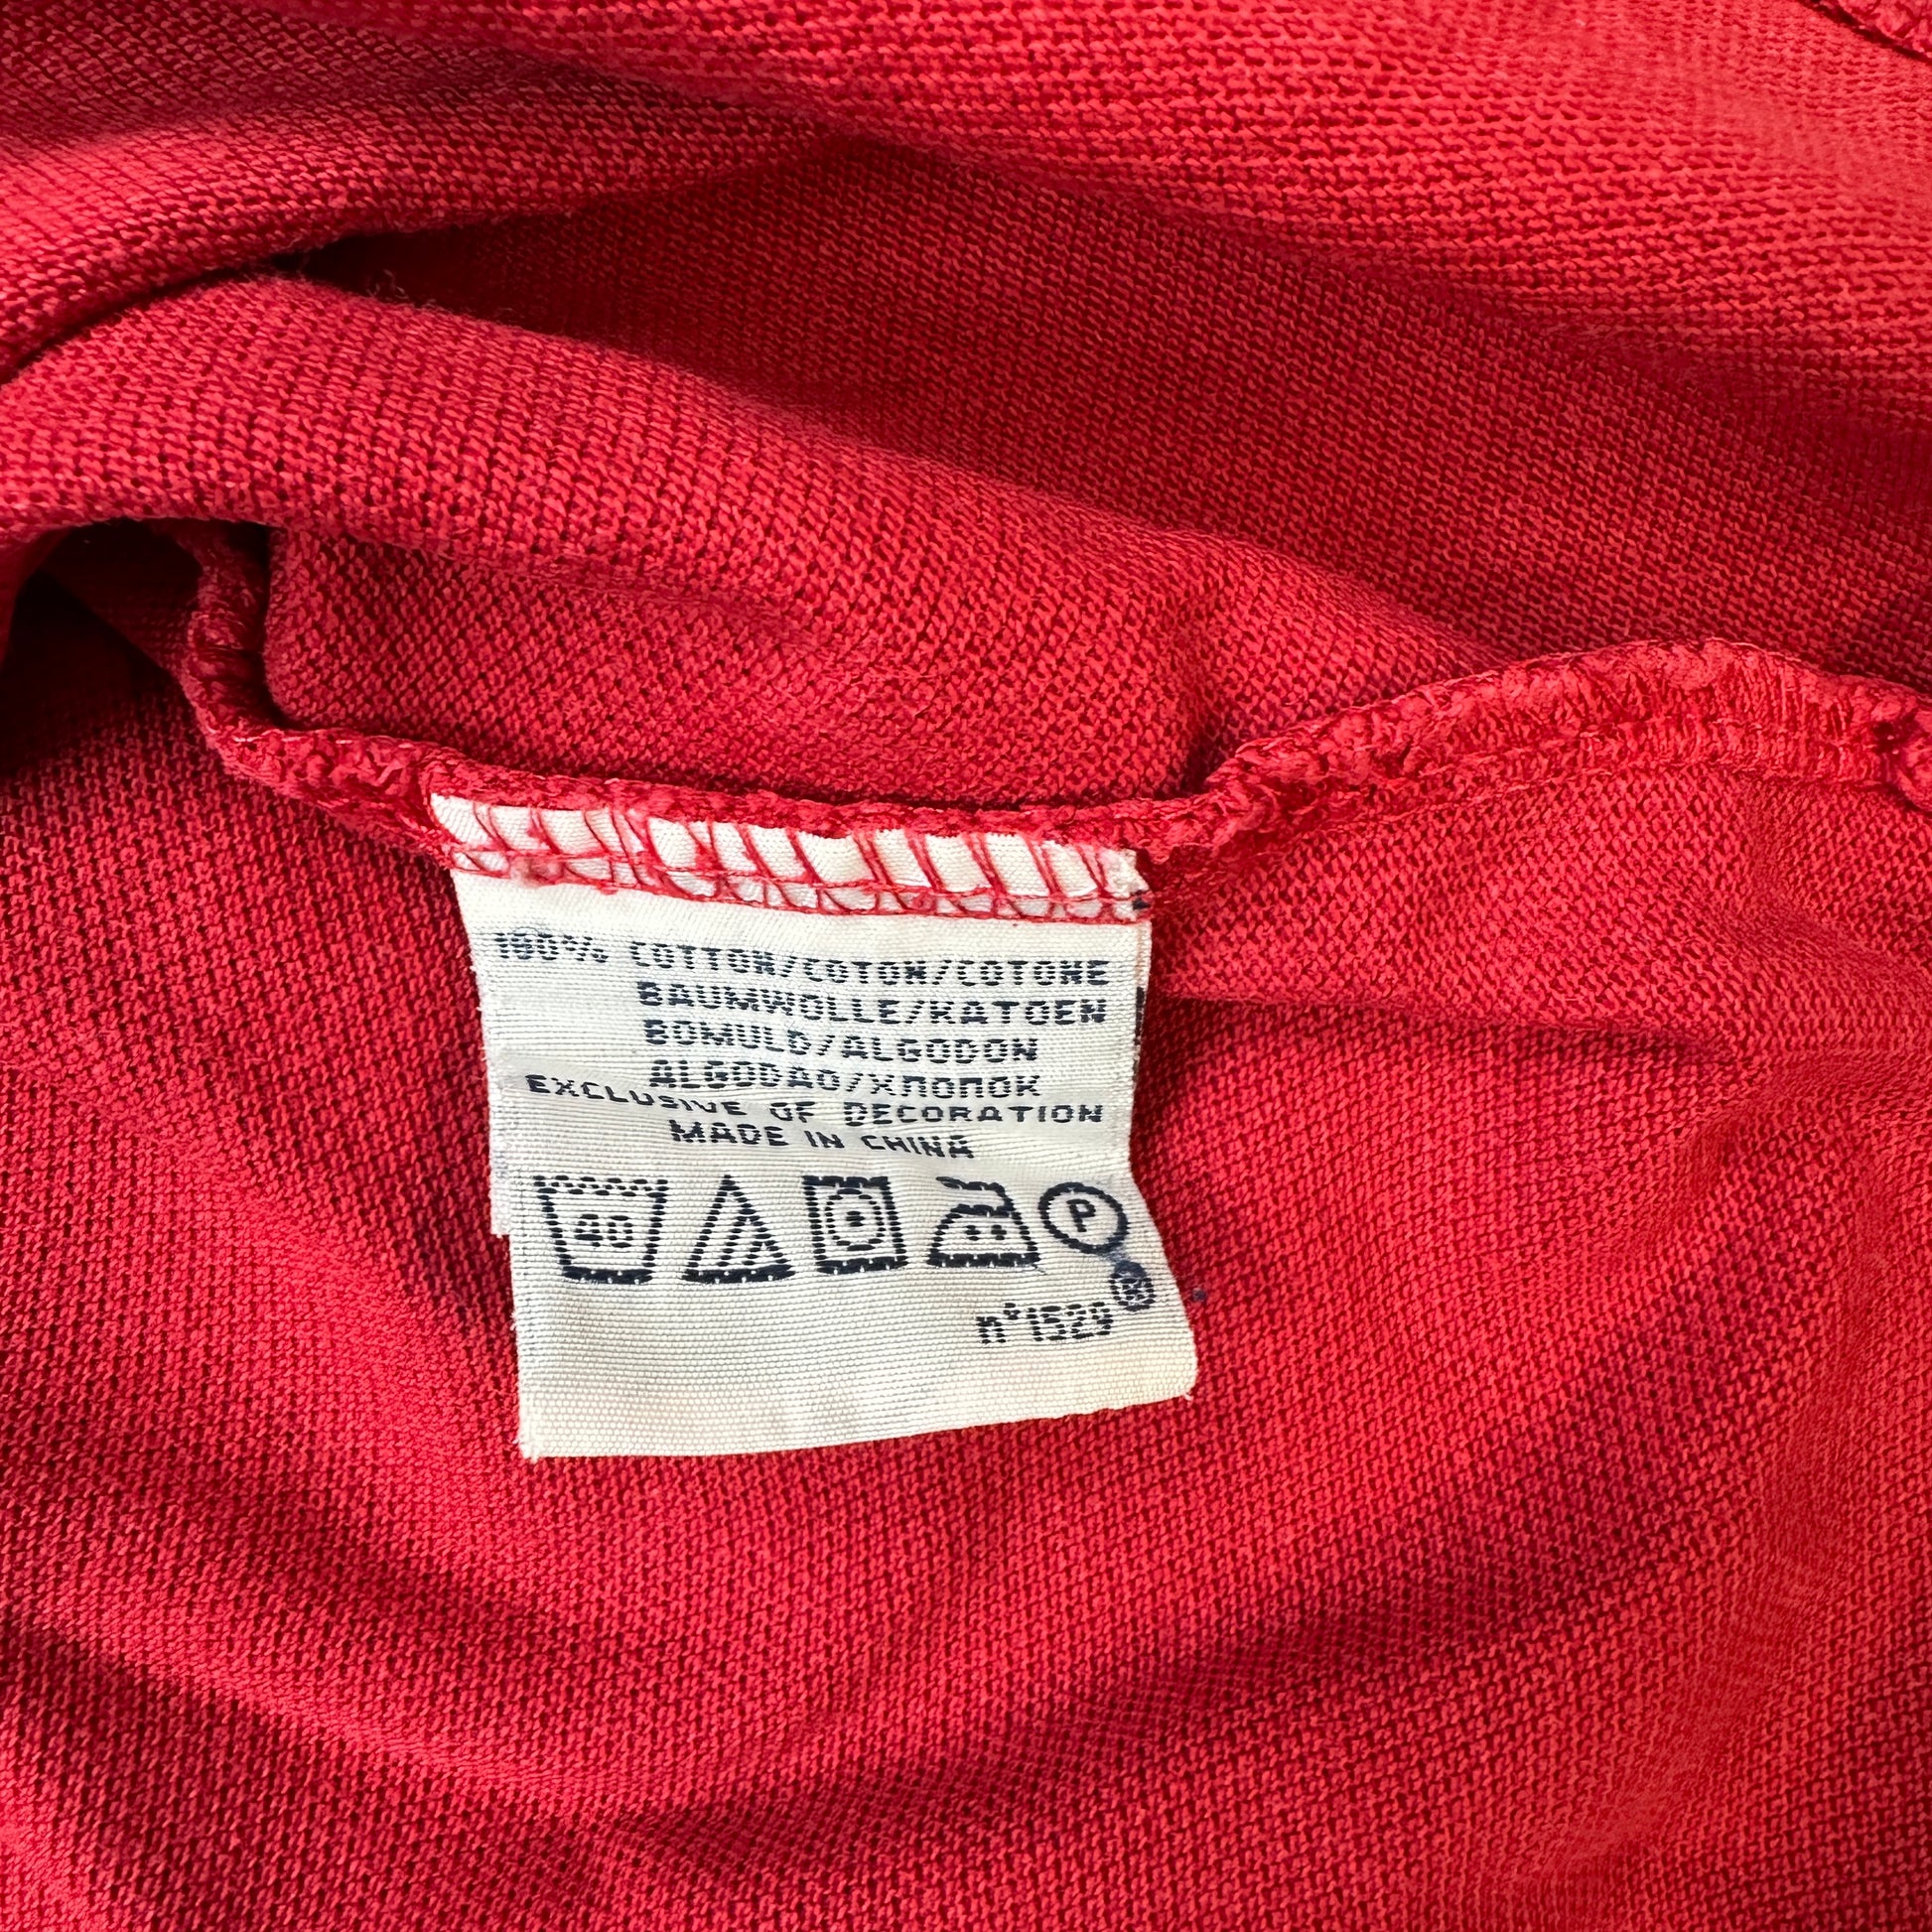 100% COTTON/COTON/COTONE
BAUMWOLLE/KATOEN
BOMULD/ALGODON
ALGODAO/ХЛОПОК
EXCLUSIVE OF DECORATION
MADE IN CHINA
40 P
n°1529